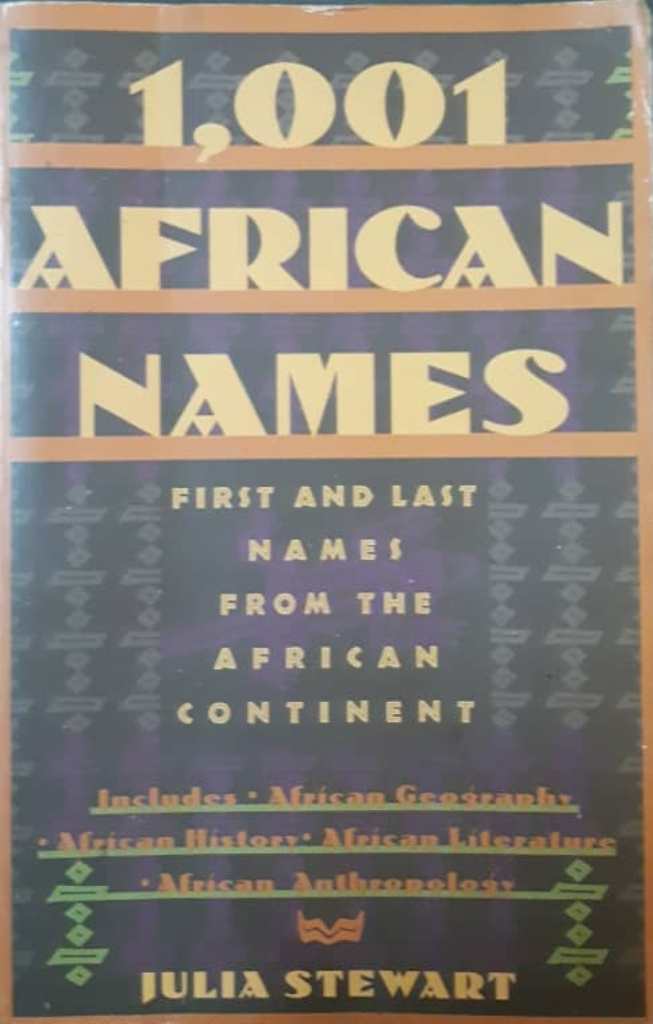 1,001
AFRICAN
NAMES
FIRST AND LAST
NAMES
FROM THE
AFRICAN
CONTINENT
Includes • African Geography
• African History • African Literature
• African Anthropology
JULIA STEWART